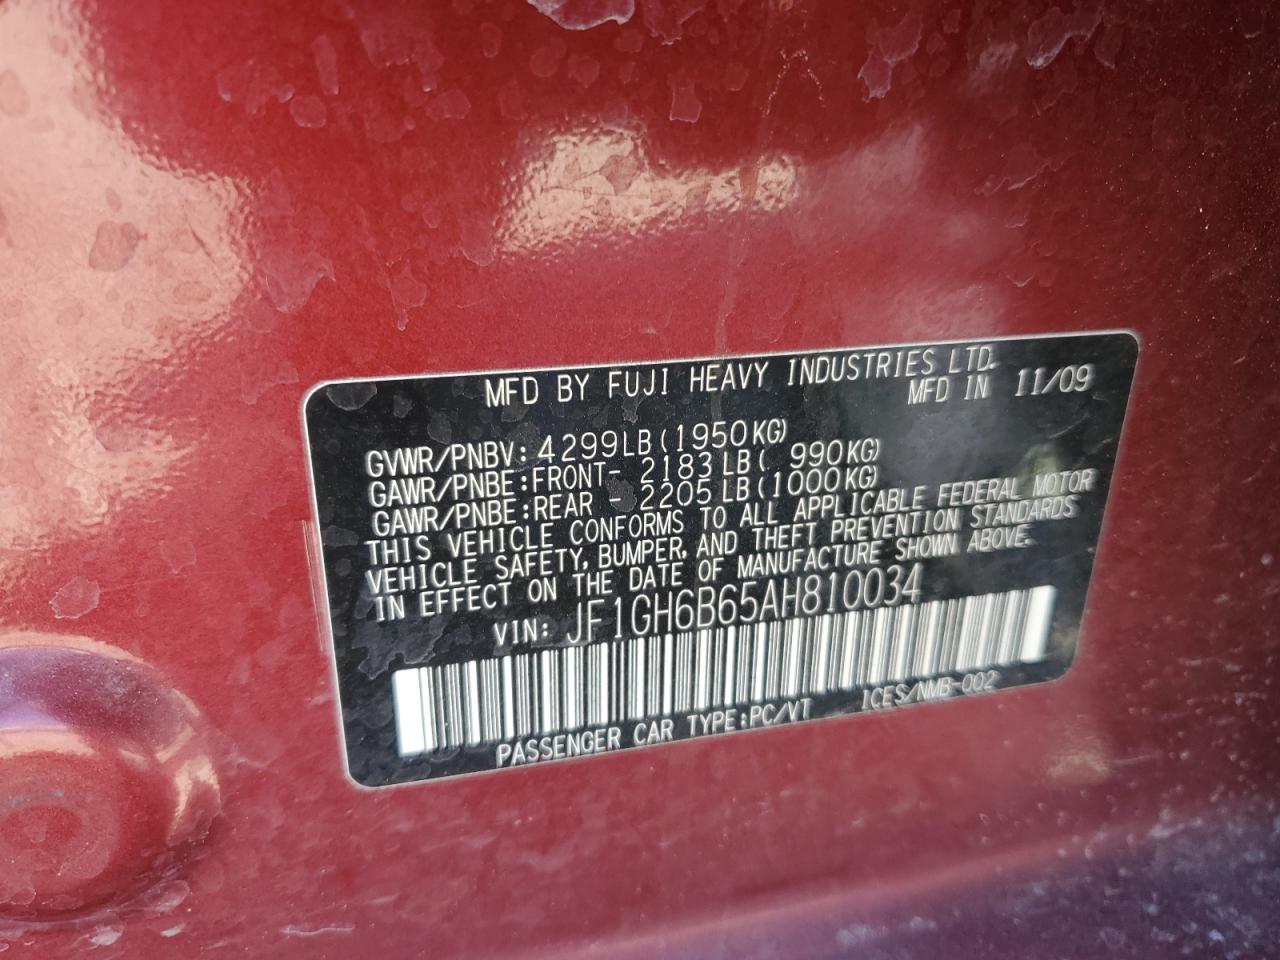 MFD BY FUJI HEAVY INDUSTRIES LTD.
MFD IN 11/09
GVWR/PNBV: 4299LB(1950KG)
GAWR/PNBE:FRONT- 2183LB( 990KG)
GAWR/PNBE:REAR - 2205LB(1000KG)
THIS VEHICLE CONFORMS TO ALL APPLICABLE FEDERAL MOTOR
VEHICLE SAFETY, BUMPER, AND THEFT PREVENTION STANDARDS
IN EFFECT ON THE DATE OF MANUFACTURE SHOWN ABOVE.
VIN: JF1GH6B65AH810034
PASSENGER CAR TYPE:PC/VT ICES/NMB-002